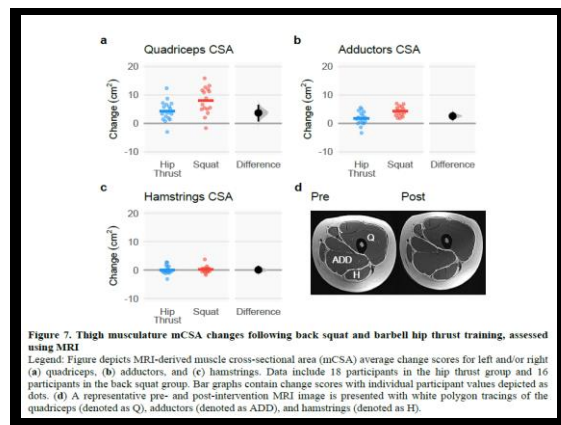 a
Quadriceps CSA
20
10
0
-10
Change (cm²)
Hip Thrust
Squat
Difference
b
Adductors CSA
20
10
0
-10
Change (cm²)
Hip Thrust
Squat
Difference
c
Hamstrings CSA
20
10
0
-10
Change (cm²)
Hip Thrust
Squat
Difference
d
Pre
Post
Q
ADD
H
Figure 7. Thigh musculature mCSA changes following back squat and barbell hip thrust training, assessed
using MRI
Legend: Figure depicts MRI-derived muscle cross-sectional area (mCSA) average change scores for left and/or right
(a) quadriceps, (b) adductors, and (c) hamstrings. Data include 18 participants in the hip thrust group and 16
participants in the back squat group. Bar graphs contain change scores with individual participant values depicted as
dots. (d) A representative pre- and post-intervention MRI image is presented with white polygon tracings of the
quadriceps (denoted as Q), adductors (denoted as ADD), and hamstrings (denoted as H).